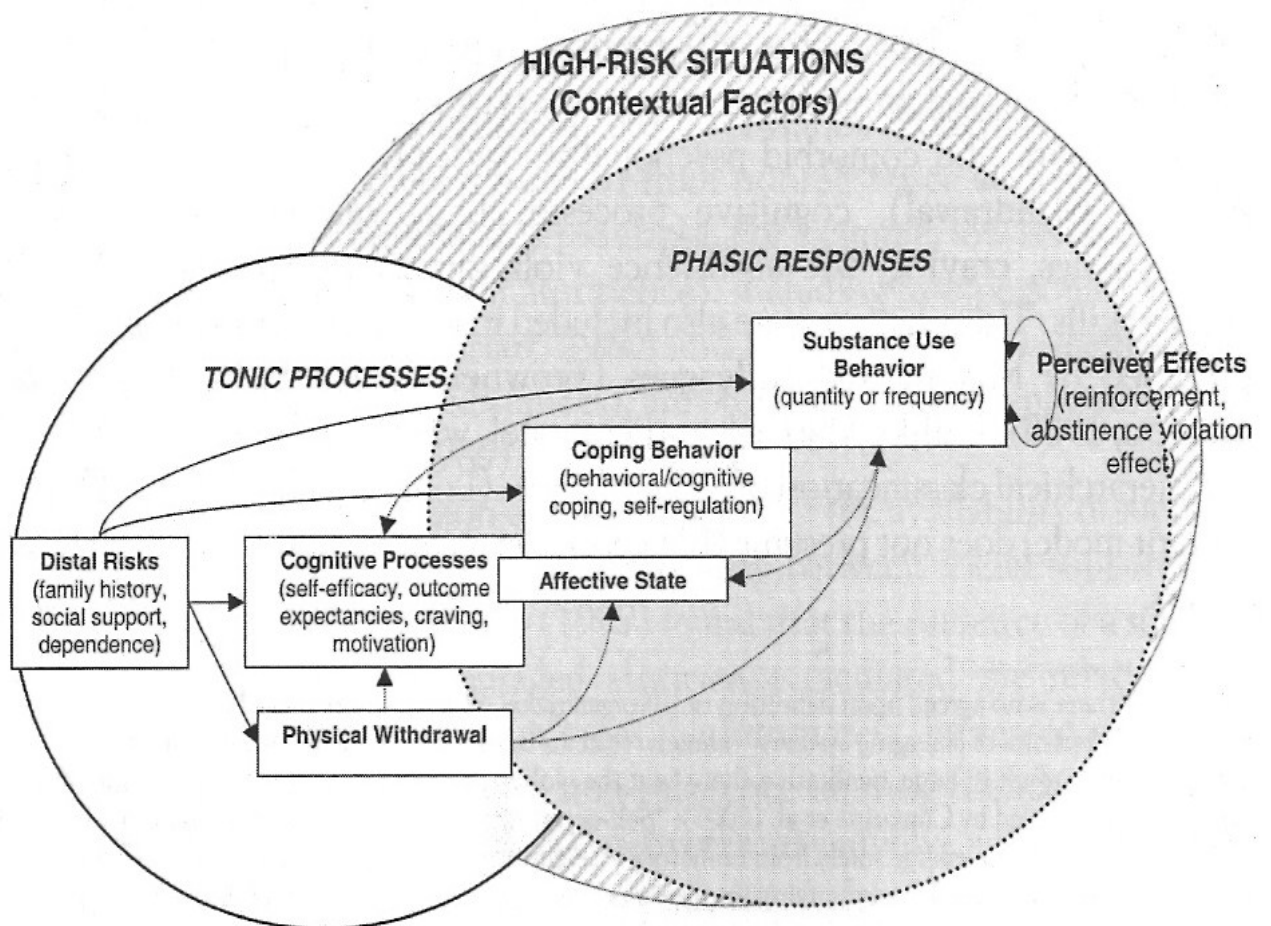 HIGH-RISK SITUATIONS
(Contextual Factors)
PHASIC RESPONSES
TONIC PROCESSES
Substance Use
Behavior
(quantity or frequency)
Perceived Effects
(reinforcement,
abstinence violation
effect)
Coping Behavior
(behavioral/cognitive
coping, self-regulation)
Distal Risks
(family history,
social support,
dependence)
Cognitive Processes
(self-efficacy, outcome
expectancies, craving,
motivation)
Affective State
Physical Withdrawal